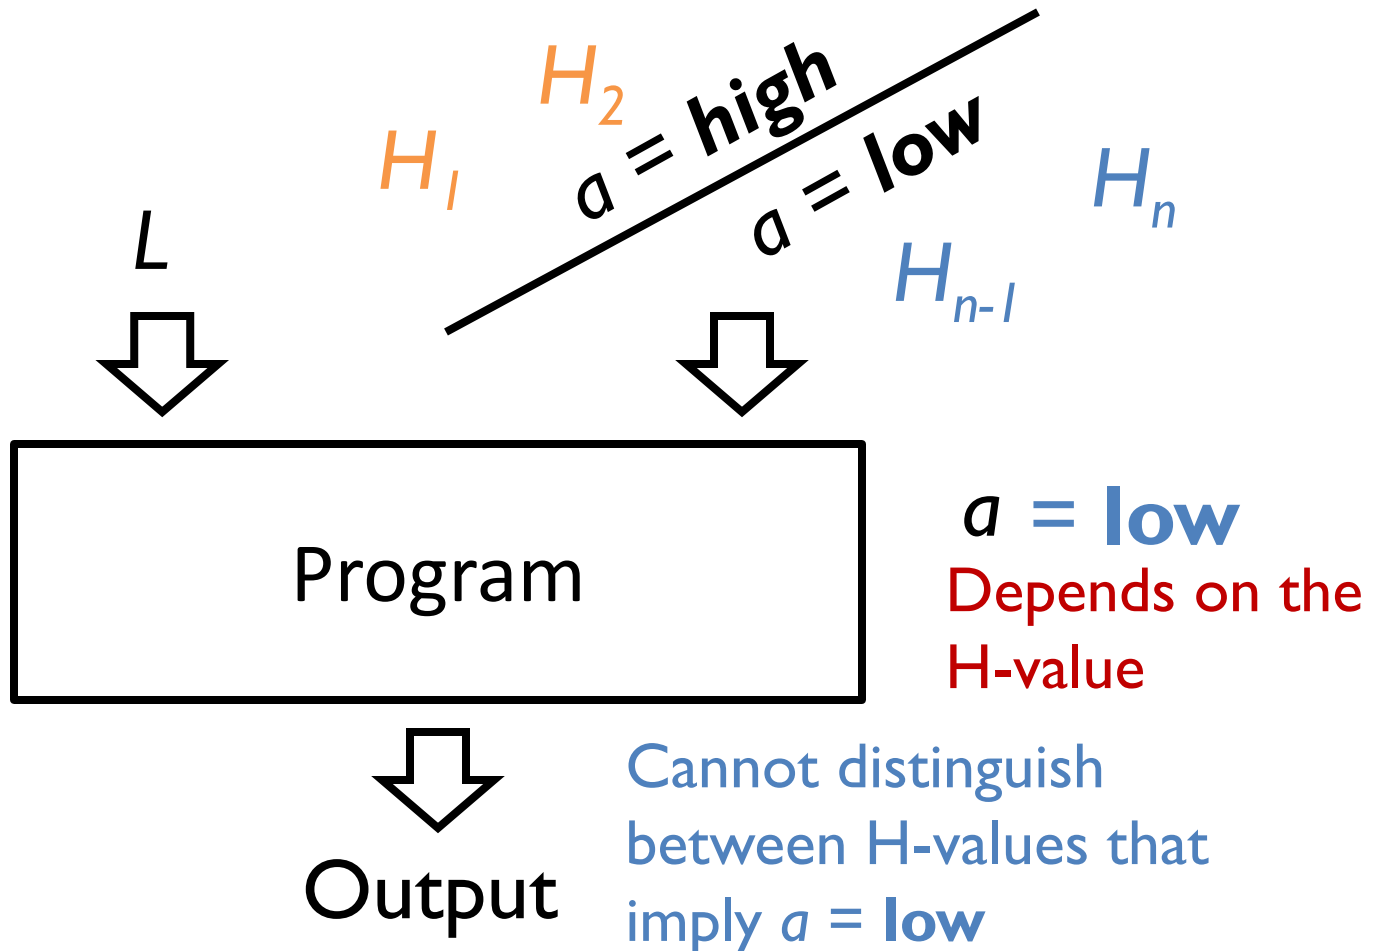 H₂
a = high
H₁
a = low
Hₙ
L
Hₙ₋₁
Program
a = low
Depends on the
H-value
Cannot distinguish
between H-values that
imply a = low
Output